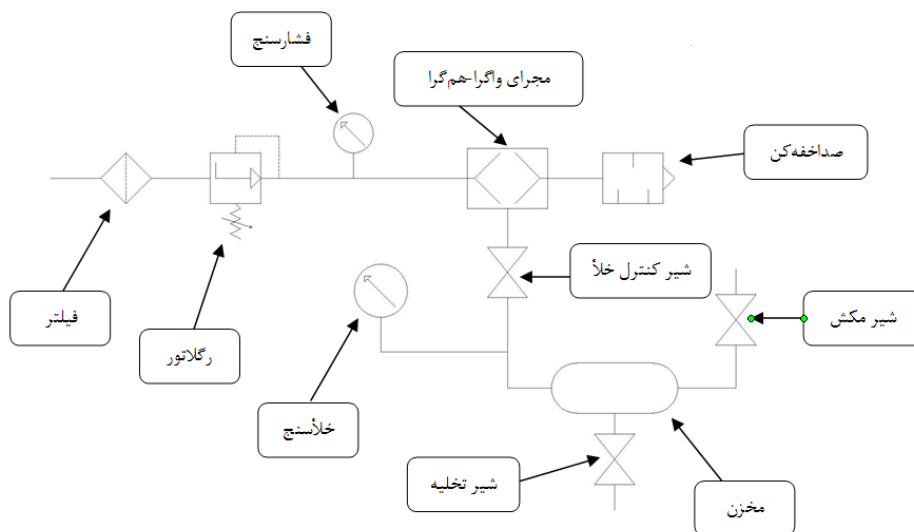 فشارسنج
مجرای واگرا-هم‌گرا
صداخفه‌کن
شیر کنترل خلأ
شیر مکش
فیلتر
رگلاتور
خلأسنج
شیر تخلیه
مخزن